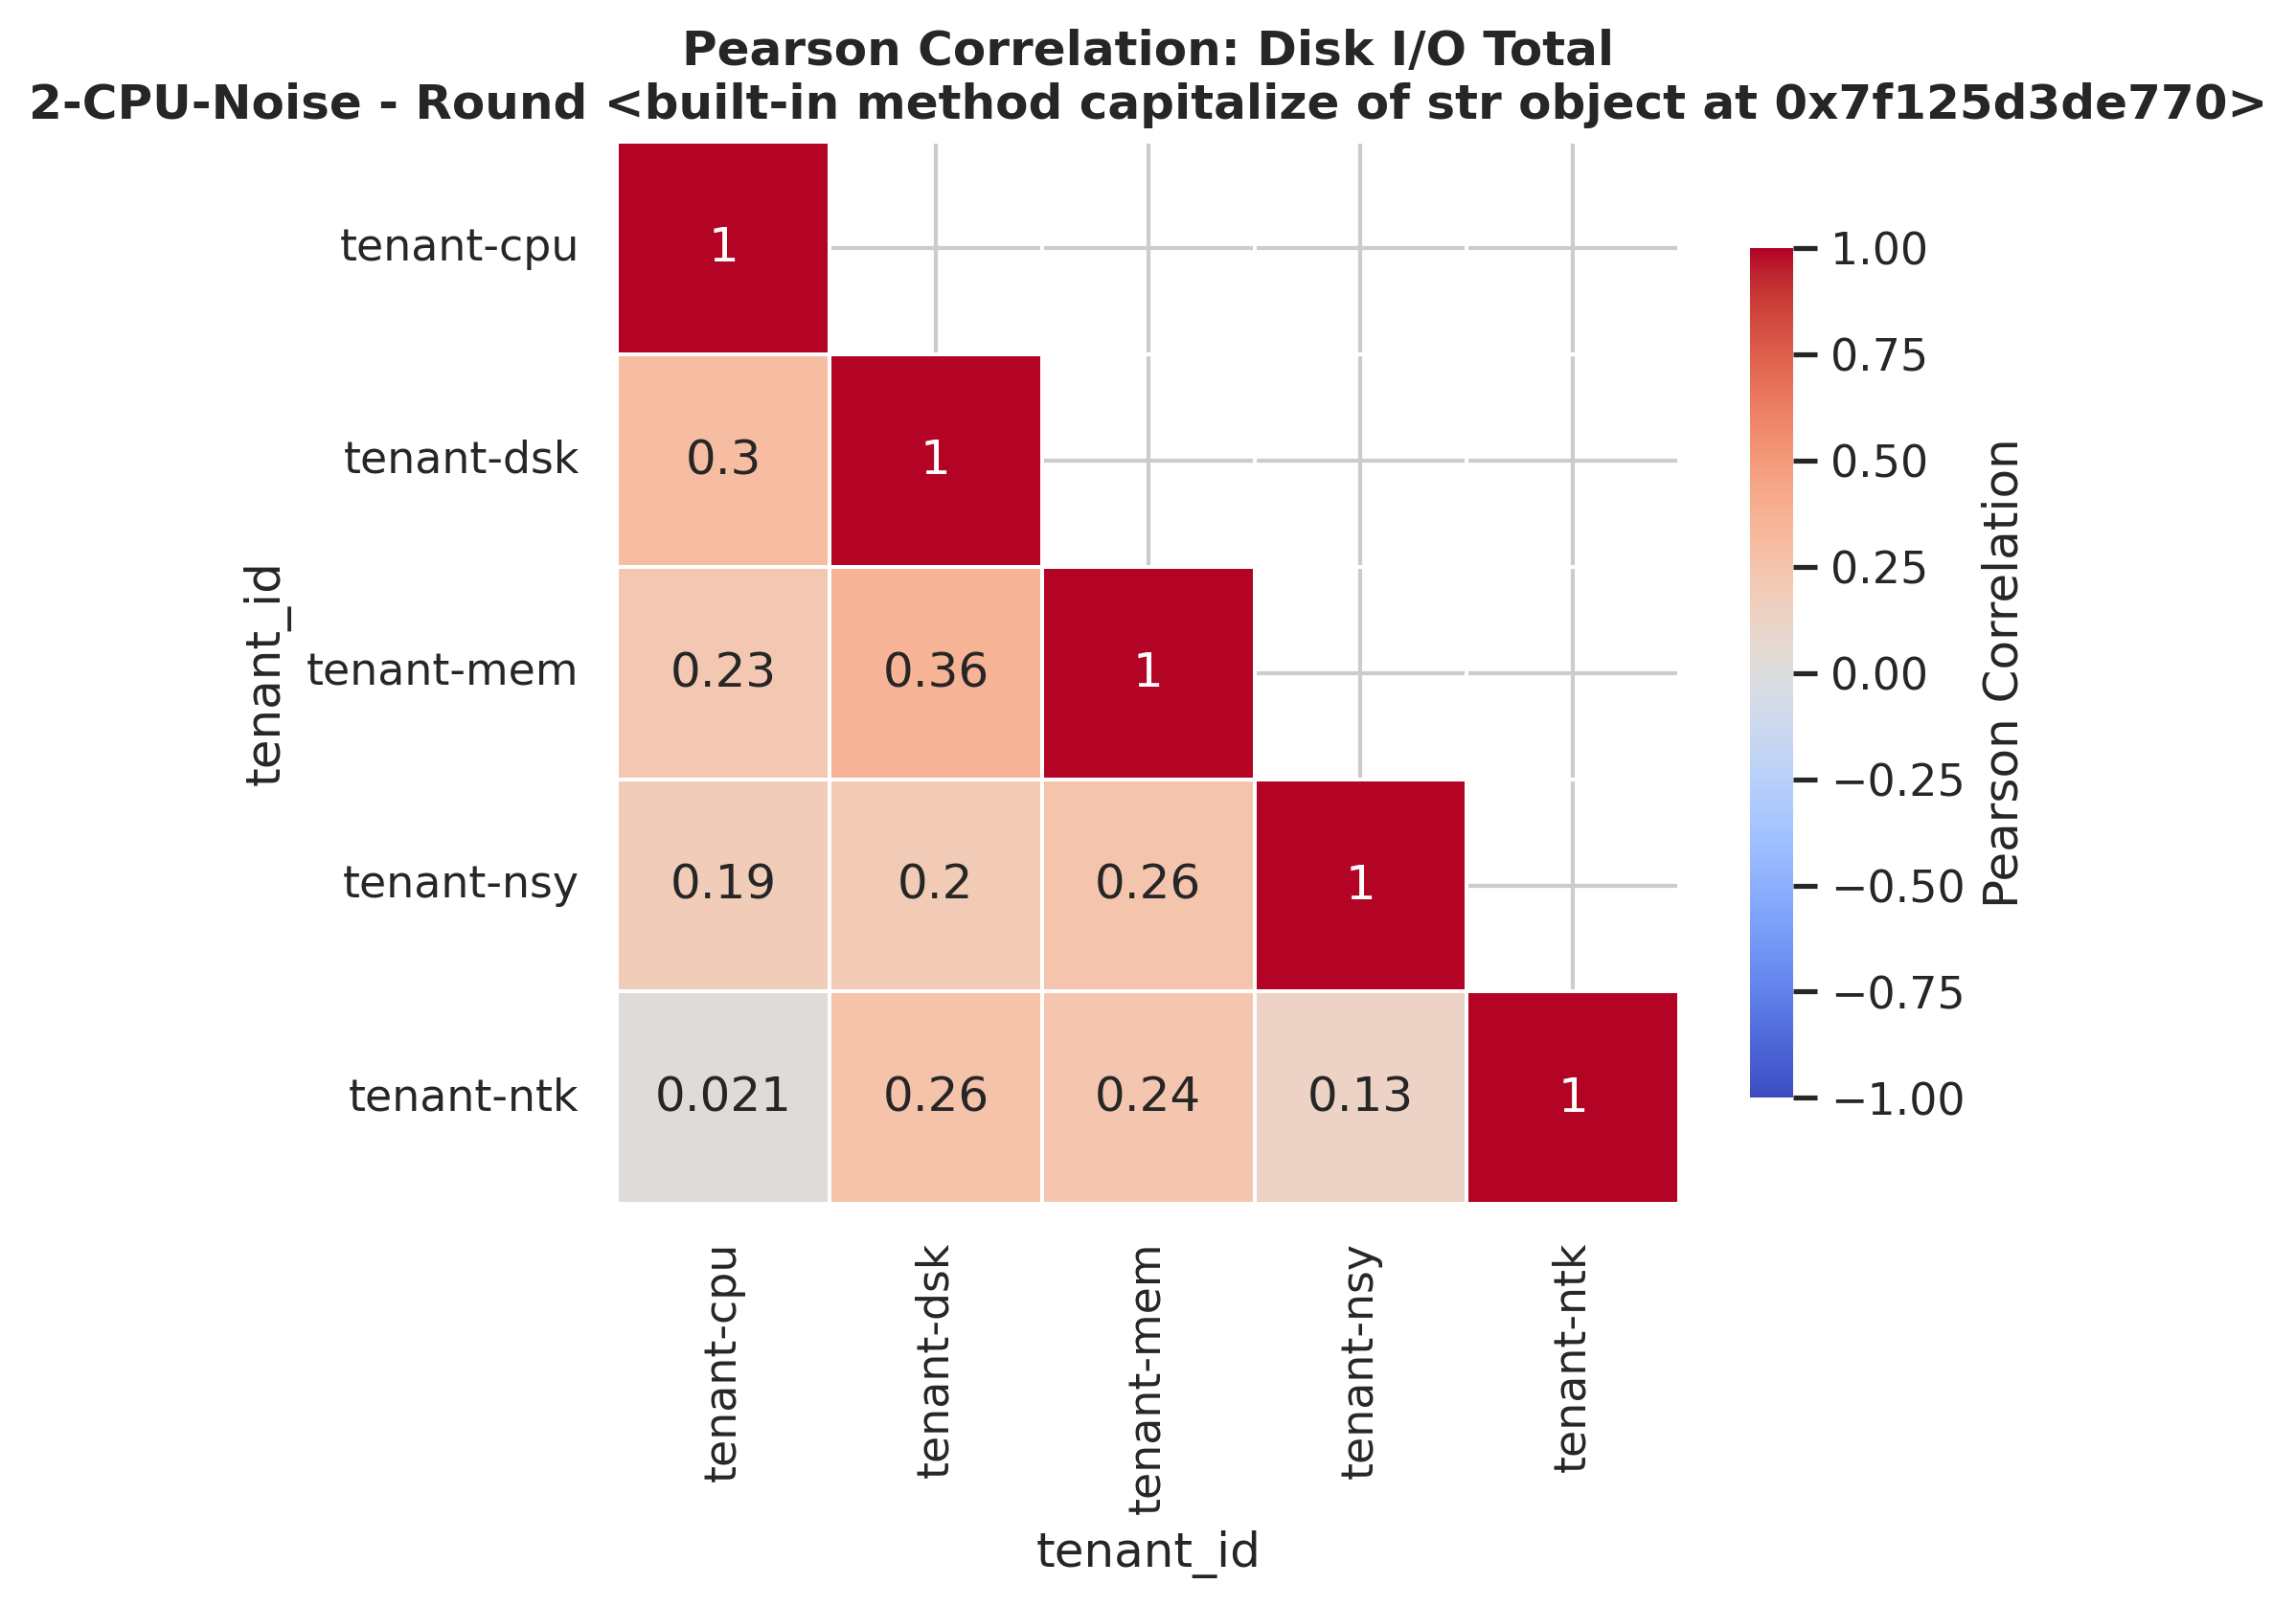 Pearson Correlation: Disk I/O Total
2-CPU-Noise - Round <built-in method capitalize of str object at 0x7f125d3de770>
tenant_id
tenant-cpu
1
tenant-dsk
0.3 1
tenant-mem
0.23 0.36 1
tenant-nsy
0.19 0.2 0.26 1
tenant-ntk
0.021 0.26 0.24 0.13 1
tenant-cpu
tenant-dsk
tenant-mem
tenant-nsy
tenant-ntk
tenant_id
1.00
0.75
0.50
0.25
0.00
−0.25
−0.50
−0.75
−1.00
Pearson Correlation